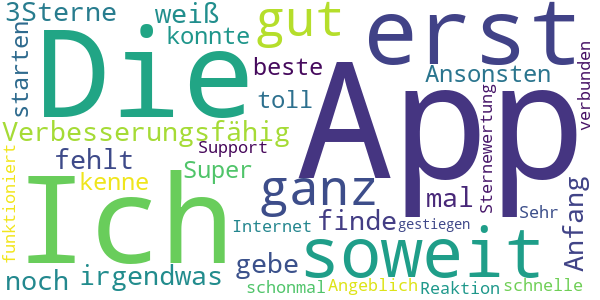 3Sterne
weiß
gut
erst
konnte
starten
Die
beste
App
Ansonsten
verbunden
toll
Verbesserungsfähig
Sternewertung
Support
fehlt
Super
funktioniert
Ich
kenne
ganz
mal
Anfang
finde
Sehr
Internet
gestiegen
soweit
noch
irgendwas
gebe
schonmal
Angeblich
Reaktion
schnelle